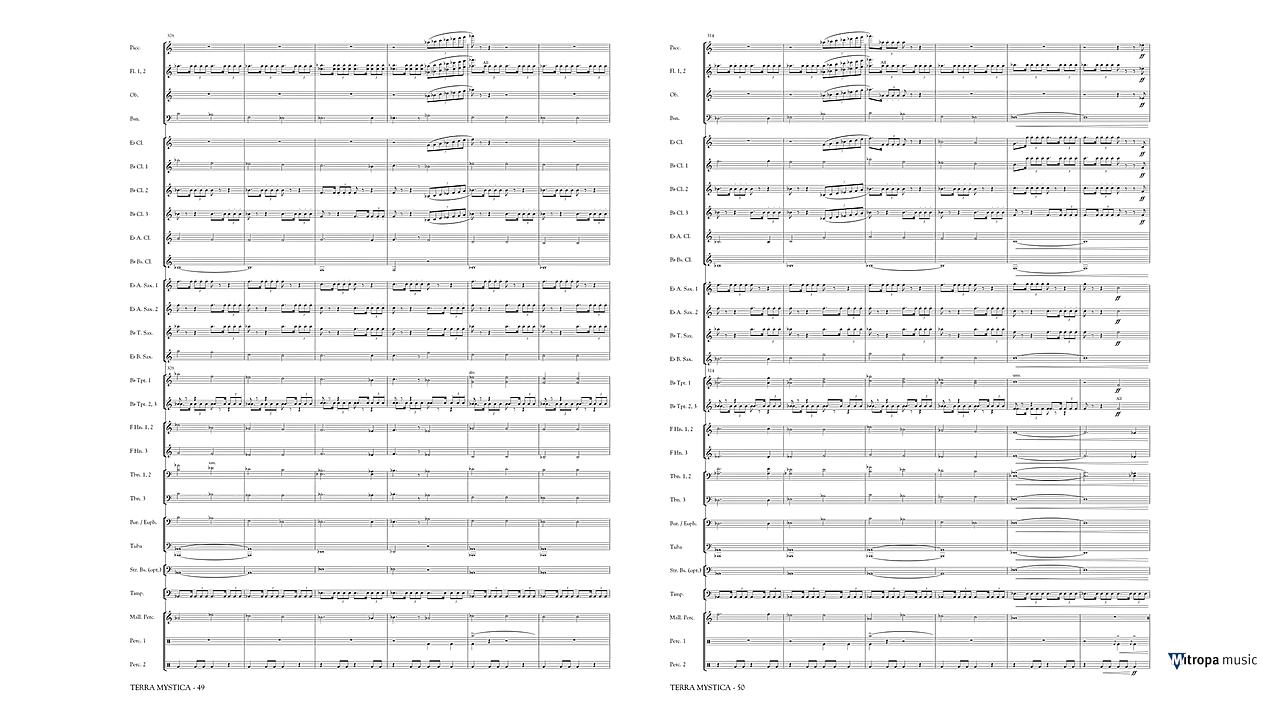 Picc.
Fl. 1, 2
Ob.
Bsn.
E♭ Cl.
B♭ Cl. 1
B♭ Cl. 2
B♭ Cl. 3
E♭ A. Cl.
B♭ Bs. Cl.
E♭ A. Sax. 1
E♭ A. Sax. 2
B♭ T. Sax.
E♭ B. Sax.
B♭ Tpt. 1
B♭ Tpt. 2, 3
F Hn. 1, 2
F Hn. 3
Tbn. 1, 2
Tbn. 3
Bar. / Euph.
Tuba
Str. Bs. (opt.)
Timp.
Mall. Perc.
Perc. 1
Perc. 2
TERRA MYSTICA - 49
Picc.
Fl. 1, 2
Ob.
Bsn.
E♭ Cl.
B♭ Cl. 1
B♭ Cl. 2
B♭ Cl. 3
E♭ A. Cl.
B♭ Bs. Cl.
E♭ A. Sax. 1
E♭ A. Sax. 2
B♭ T. Sax.
E♭ B. Sax.
B♭ Tpt. 1
B♭ Tpt. 2, 3
F Hn. 1, 2
F Hn. 3
Tbn. 1, 2
Tbn. 3
Bar. / Euph.
Tuba
Str. Bs. (opt.)
Timp.
Mall. Perc.
Perc. 1
Perc. 2
TERRA MYSTICA - 50
Mitropa music